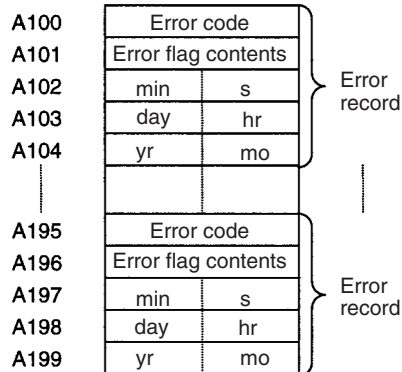 A100 Error code
A101 Error flag contents
A102 min s
A103 day hr
A104 yr mo
Error
record
A195 Error code
A196 Error flag contents
A197 min s
A198 day hr
A199 yr mo
Error
record